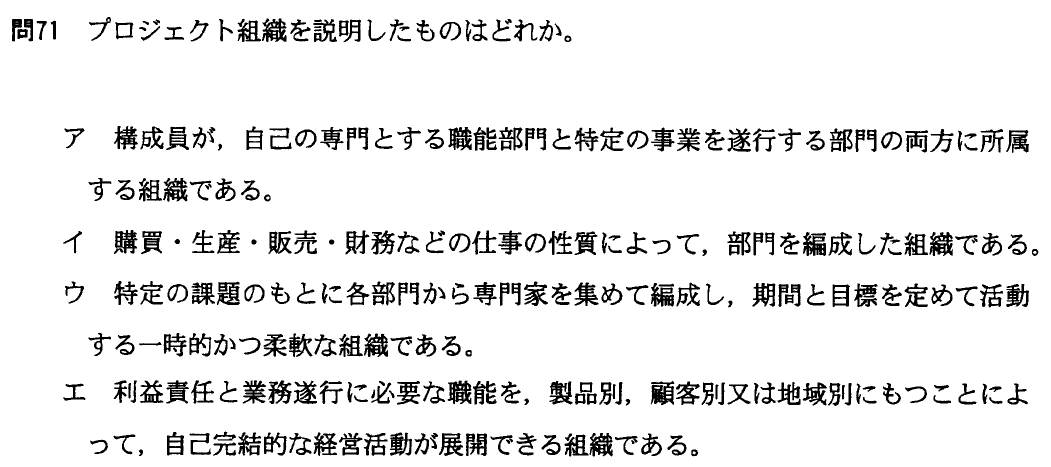 問71　プロジェクト組織を説明したものはどれか。
ア　構成員が，自己の専門とする職能部門と特定の事業を遂行する部門の両方に所属
する組織である。
イ　購買・生産・販売・財務などの仕事の性質によって，部門を編成した組織である。
ウ　特定の課題のもとに各部門から専門家を集めて編成し，期間と目標を定めて活動
する一時的かつ柔軟な組織である。
エ　利益責任と業務遂行に必要な職能を，製品別，顧客別又は地域別にもつことによ
って，自己完結的な経営活動が展開できる組織である。